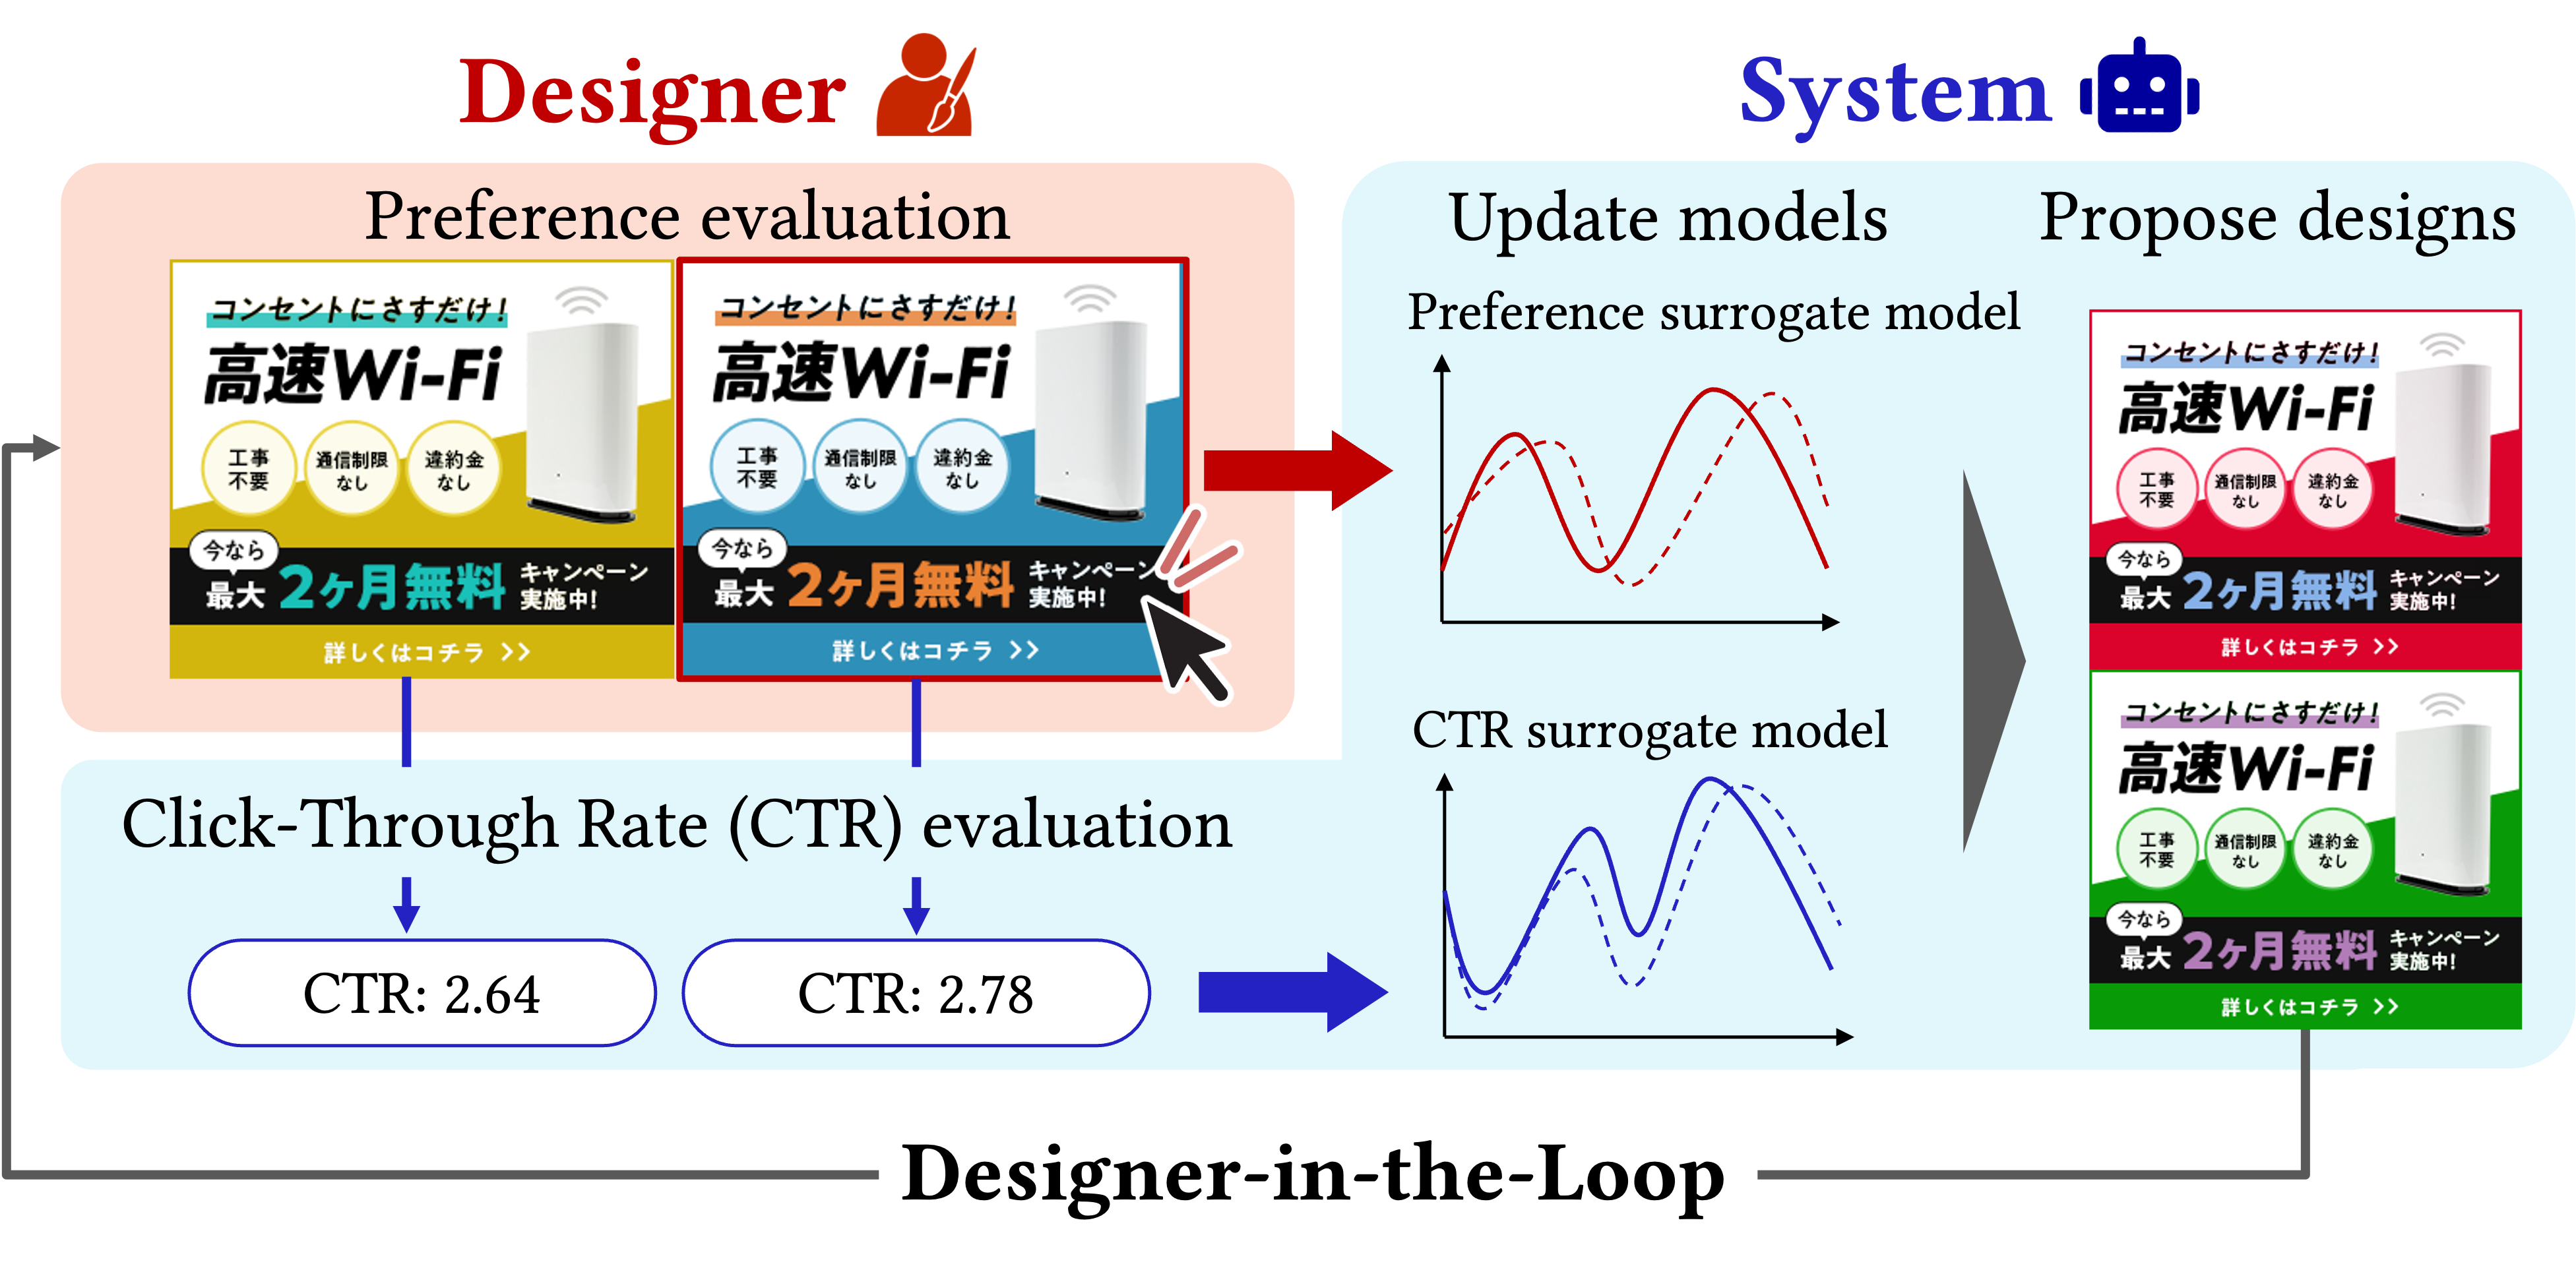 Designer
System
Preference evaluation
コンセントにさすだけ！
高速Wi-Fi
工事
不要
通信制限
なし
違約金
なし
今なら
最大 2ヶ月無料 キャンペーン
実施中！
詳しくはコチラ >>
コンセントにさすだけ！
高速Wi-Fi
工事
不要
通信制限
なし
違約金
なし
今なら
最大 2ヶ月無料 キャンペーン
実施中！
詳しくはコチラ >>
Click-Through Rate (CTR) evaluation
CTR: 2.64
CTR: 2.78
Update models
Preference surrogate model
CTR surrogate model
Propose designs
コンセントにさすだけ！
高速Wi-Fi
工事
不要
通信制限
なし
違約金
なし
今なら
最大 2ヶ月無料 キャンペーン
実施中！
詳しくはコチラ >>
コンセントにさすだけ！
高速Wi-Fi
工事
不要
通信制限
なし
違約金
なし
今なら
最大 2ヶ月無料 キャンペーン
実施中！
詳しくはコチラ >>
Designer-in-the-Loop